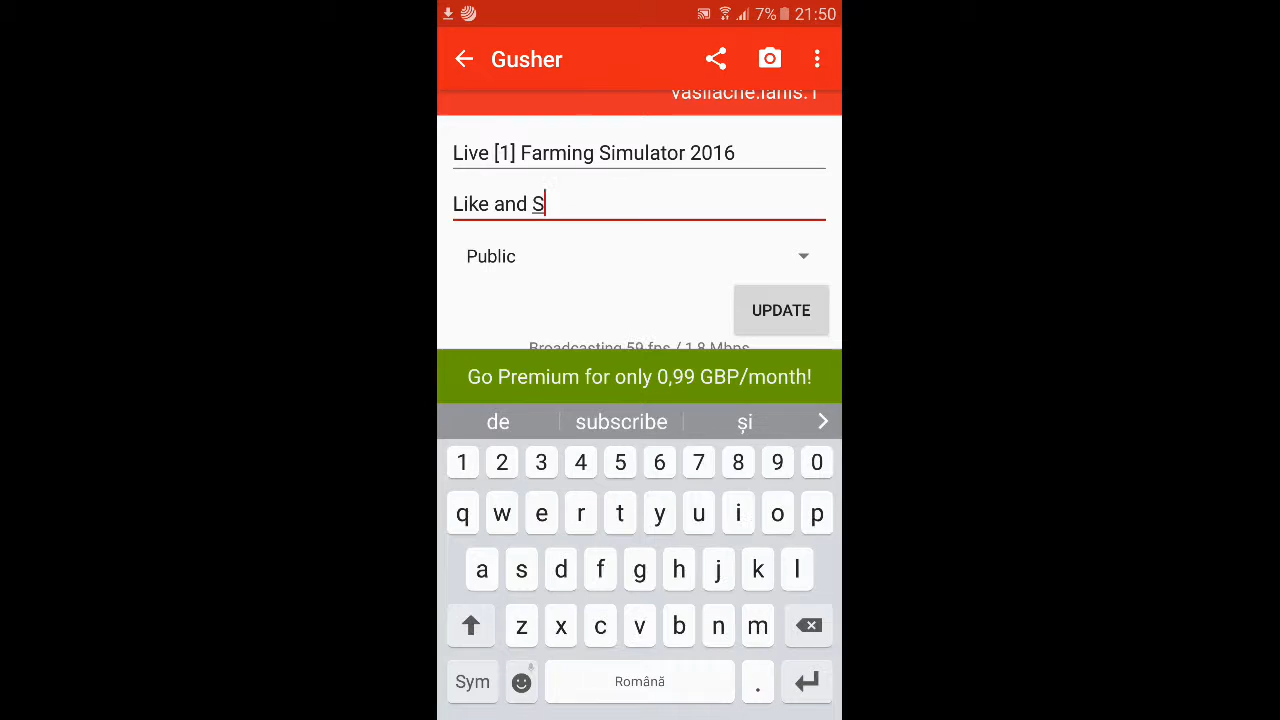 7% 21:50
Gusher
vasilache.ianis.1
Live [1] Farming Simulator 2016
Like and S
Public
UPDATE
Broadcasting 59 fps / 1.8 Mbps
Go Premium for only 0,99 GBP/month!
de subscribe și
1 2 3 4 5 6 7 8 9 0
q w e r t y u i o p
a s d f g h j k l
z x c v b n m
Sym Română .